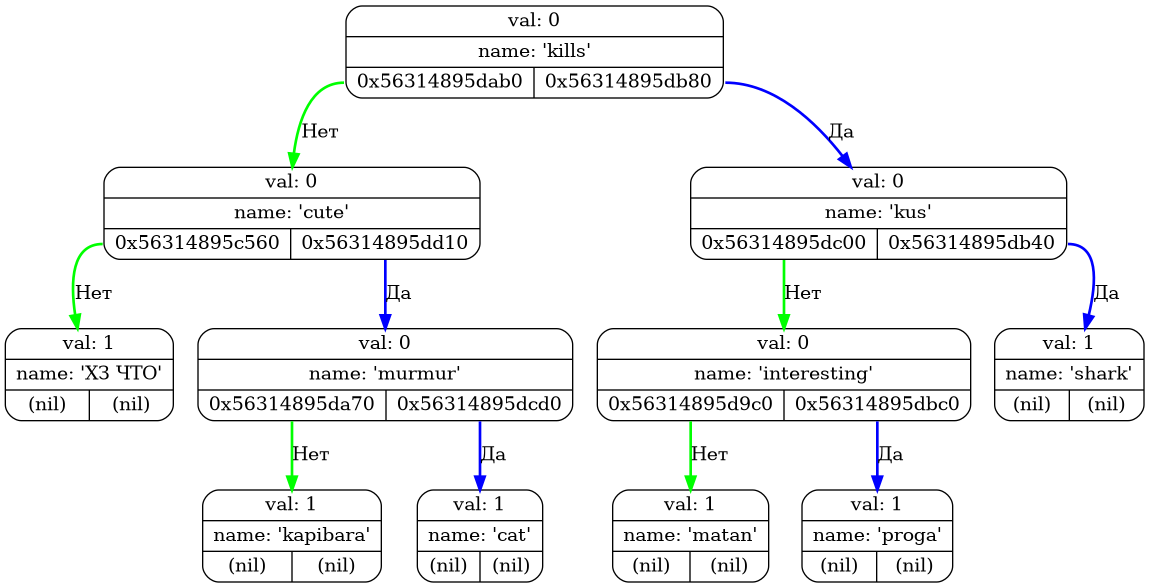 val: 0
name: 'kills'
0x56314895dab0 0x56314895db80
Нет
Да
val: 0
name: 'cute'
0x56314895c560 0x56314895dd10
val: 0
name: 'kus'
0x56314895dc00 0x56314895db40
Нет
Да
Нет
Да
val: 1
name: 'ХЗ ЧТО'
(nil) (nil)
val: 0
name: 'murmur'
0x56314895da70 0x56314895dcd0
val: 0
name: 'interesting'
0x56314895d9c0 0x56314895dbc0
val: 1
name: 'shark'
(nil) (nil)
Нет
Да
Нет
Да
val: 1
name: 'kapibara'
(nil) (nil)
val: 1
name: 'cat'
(nil) (nil)
val: 1
name: 'matan'
(nil) (nil)
val: 1
name: 'proga'
(nil) (nil)